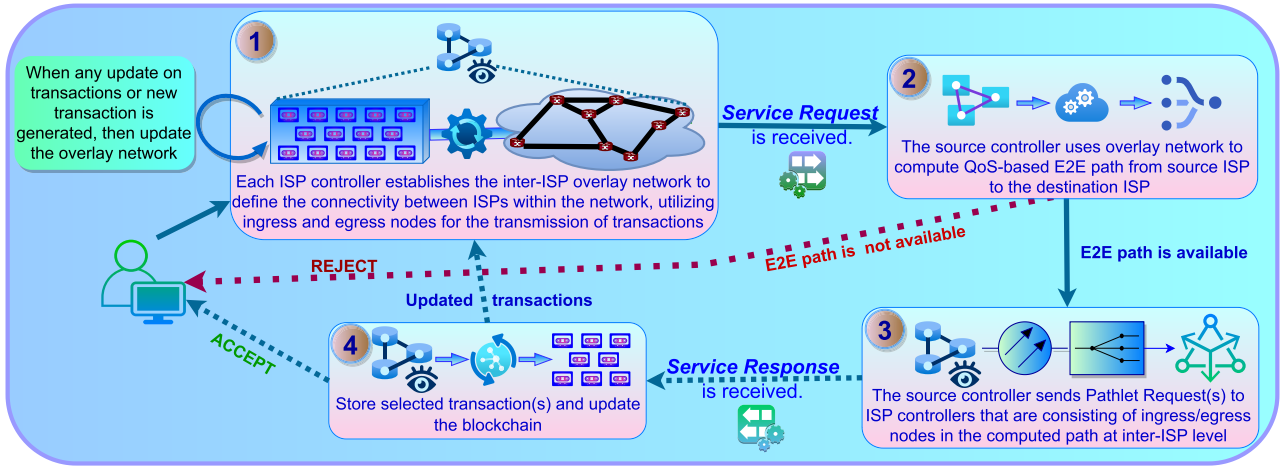 When any update on
transactions or new
transaction is
generated, then update
the overlay network
1
Each ISP controller establishes the inter-ISP overlay network to
define the connectivity between ISPs within the network, utilizing
ingress and egress nodes for the transmission of transactions
Service Request
is received.
2
The source controller uses overlay network to
compute QoS-based E2E path from source ISP
to the destination ISP
REJECT
E2E path is not available
E2E path is available
Updated transactions
ACCEPT
4
Store selected transaction(s) and update
the blockchain
Service Response
is received.
3
The source controller sends Pathlet Request(s) to
ISP controllers that are consisting of ingress/egress
nodes in the computed path at inter-ISP level